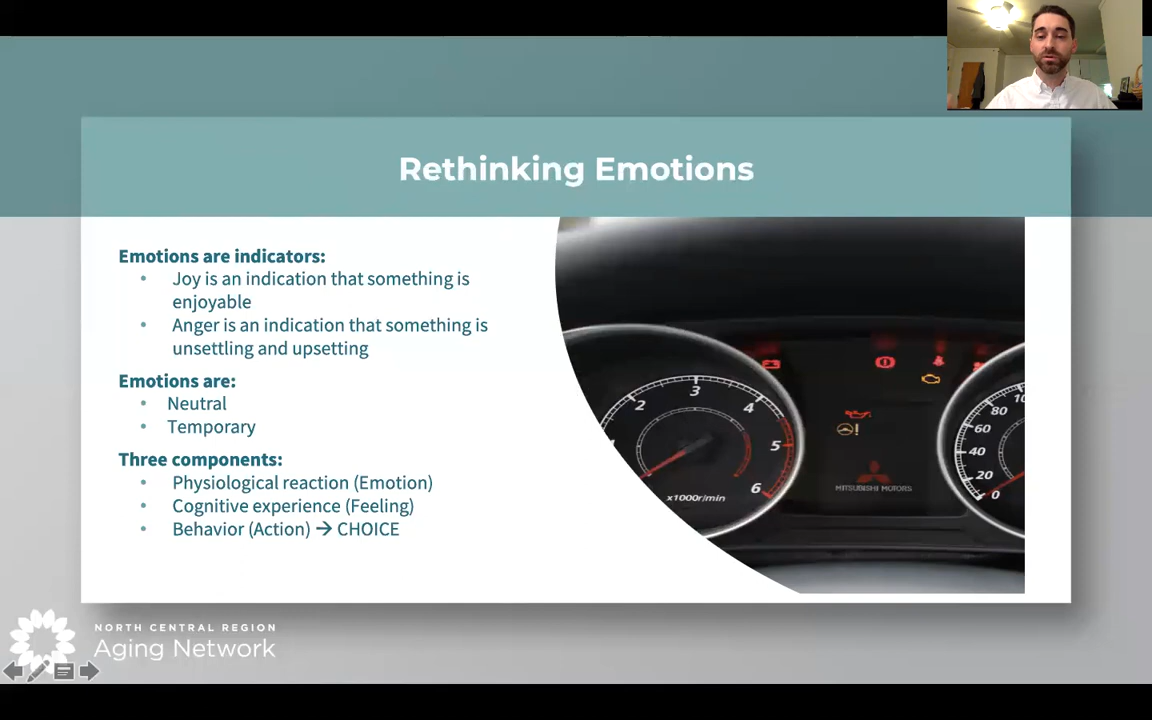 Rethinking Emotions
Emotions are indicators:
• Joy is an indication that something is
enjoyable
• Anger is an indication that something is
unsettling and upsetting
Emotions are:
• Neutral
• Temporary
Three components:
• Physiological reaction (Emotion)
• Cognitive experience (Feeling)
• Behavior (Action) → CHOICE
2
3
4
5
6
x1000r/min
MITSUBISHI MOTORS
80
60
40
20
0
NORTH CENTRAL REGION
Aging Network